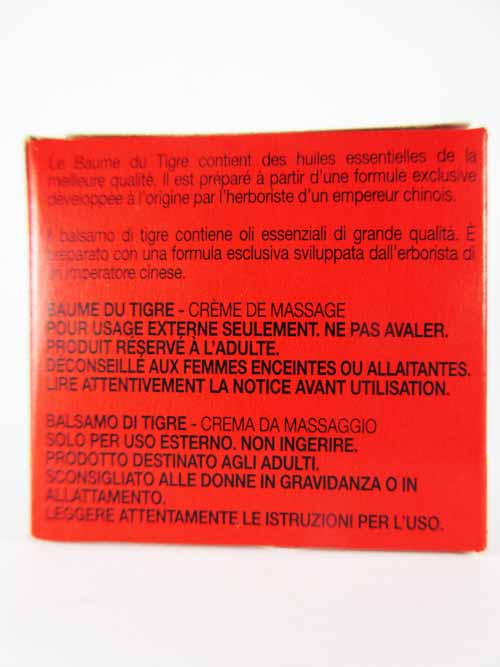 Le Baume du Tigre contient des huiles essentielles de la
meilleure qualité. Il est préparé à partir d'une formule exclusive
développée à l'origine par l'herboriste d'un empereur chinois.
Il balsamo di tigre contiene oli essenziali di grande qualità. È
preparato con una formula esclusiva sviluppata dall'erborista di
un imperatore cinese.
BAUME DU TIGRE - CRÈME DE MASSAGE
POUR USAGE EXTERNE SEULEMENT. NE PAS AVALER.
PRODUIT RÉSERVÉ À L'ADULTE.
DÉCONSEILLÉ AUX FEMMES ENCEINTES OU ALLAITANTES.
LIRE ATTENTIVEMENT LA NOTICE AVANT UTILISATION.
BALSAMO DI TIGRE - CREMA DA MASSAGGIO
SOLO PER USO ESTERNO. NON INGERIRE.
PRODOTTO DESTINATO AGLI ADULTI.
SCONSIGLIATO ALLE DONNE IN GRAVIDANZA O IN
ALLATTAMENTO.
LEGGERE ATTENTAMENTE LE ISTRUZIONI PER L'USO.